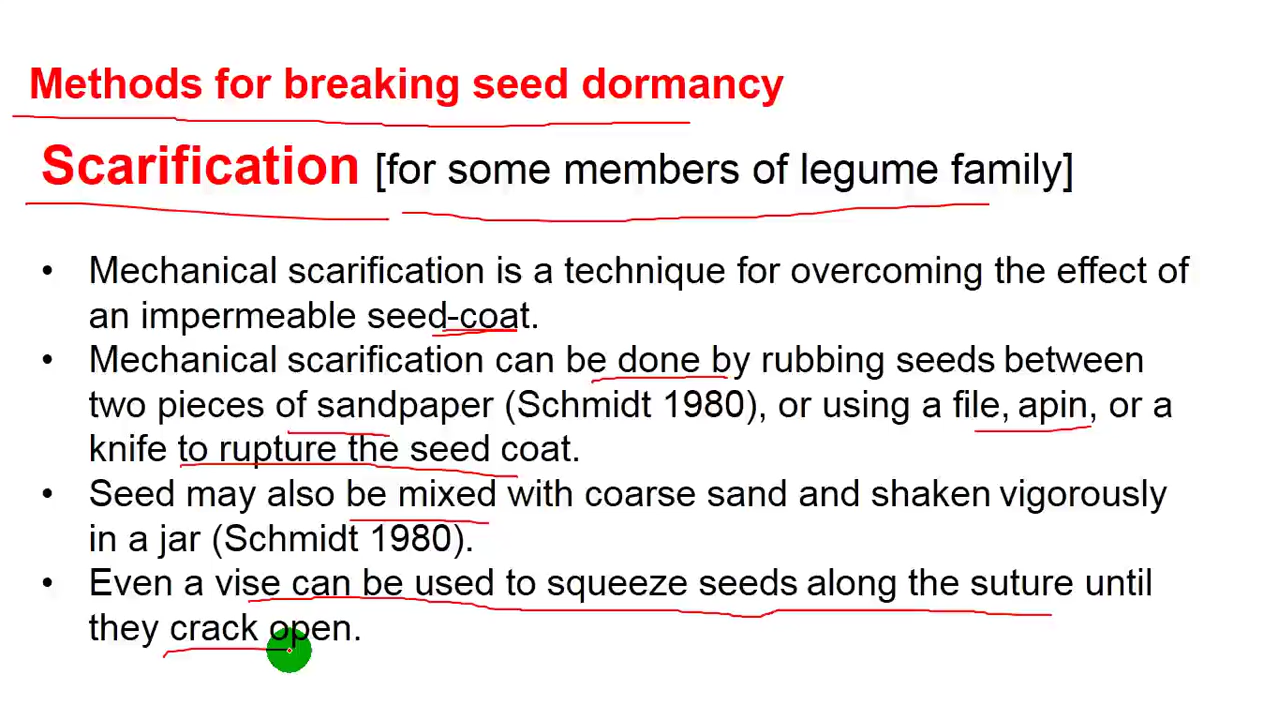 Methods for breaking seed dormancy
Scarification [for some members of legume family]
• Mechanical scarification is a technique for overcoming the effect of
an impermeable seed-coat.
• Mechanical scarification can be done by rubbing seeds between
two pieces of sandpaper (Schmidt 1980), or using a file, apin, or a
knife to rupture the seed coat.
• Seed may also be mixed with coarse sand and shaken vigorously
in a jar (Schmidt 1980).
• Even a vise can be used to squeeze seeds along the suture until
they crack open.